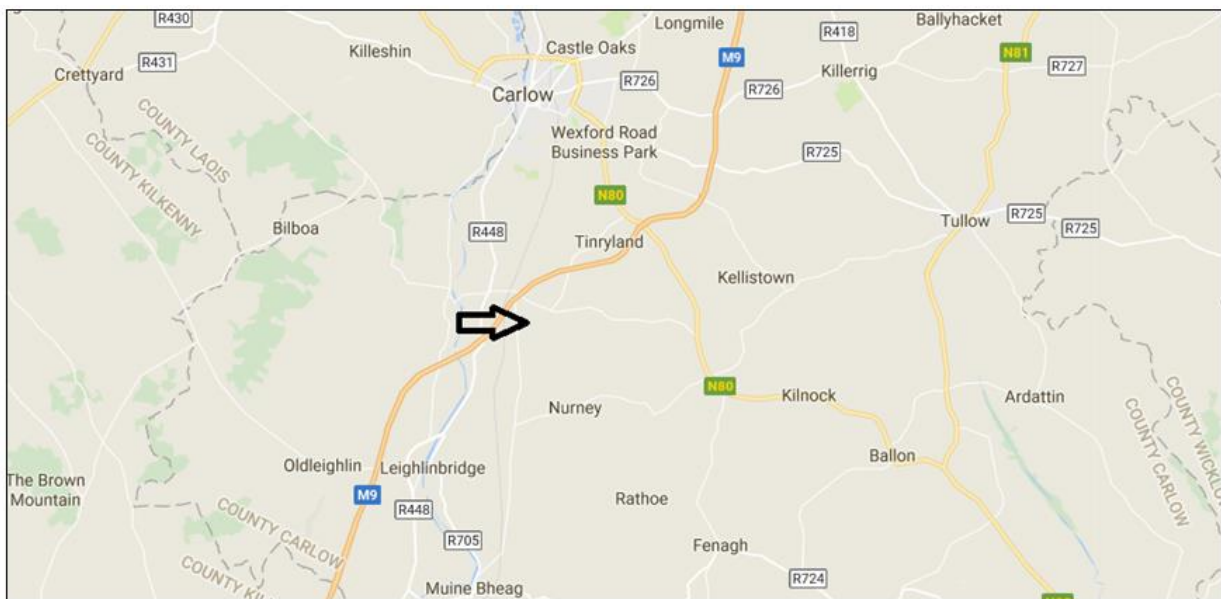 R430
Longmile
Ballyhacket
R418
N81
Killeshin
Castle Oaks
M9
R431
Crettyard
Killerrig
R727
R726
R726
Carlow
Wexford Road
Business Park
R725
COUNTY LAOIS
COUNTY KILKENNY
N80
Tullow
R725
R725
Bilboa
R448
Tinryland
Kellistown
N80
Kilnock
Ardattin
Nurney
COUNTY WICKLO
COUNTY CARLOW
Ballon
Oldleighlin
Leighlinbridge
The Brown
Mountain
M9
Rathoe
R448
COUNTY CARLOW
COUNTY KI
R705
Fenagh
R724
Muine Bheag